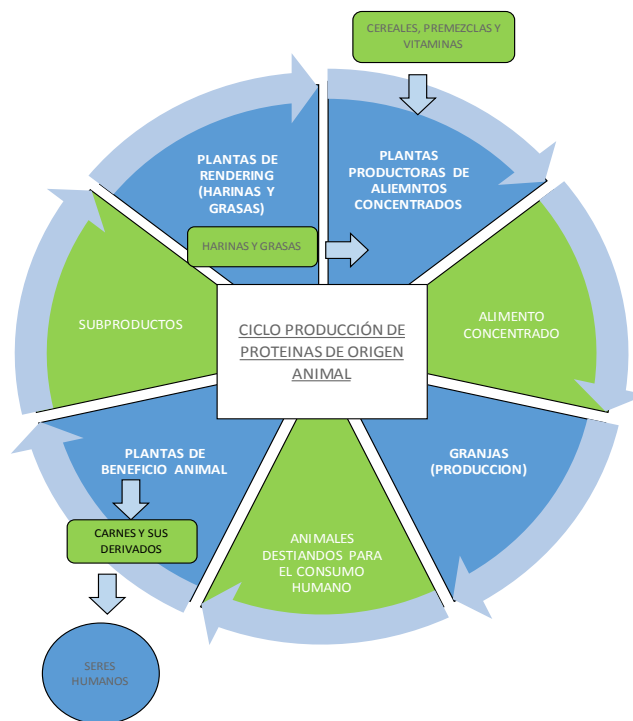 CEREALES, PREMEZCLAS Y
VITAMINAS
PLANTAS DE
RENDERING
(HARINAS Y
GRASAS)
PLANTAS
PRODUCTORAS DE
ALIEMNTOS
CONCENTRADOS
HARINAS Y GRASAS
SUBPRODUCTOS
CICLO PRODUCCIÓN DE
PROTEINAS DE ORIGEN
ANIMAL
ALIMENTO
CONCENTRADO
PLANTAS DE
BENEFICIO ANIMAL
GRANJAS
(PRODUCCION)
CARNES Y SUS
DERIVADOS
ANIMALES
DESTIANDOS PARA
EL CONSUMO
HUMANO
SERES
HUMANOS